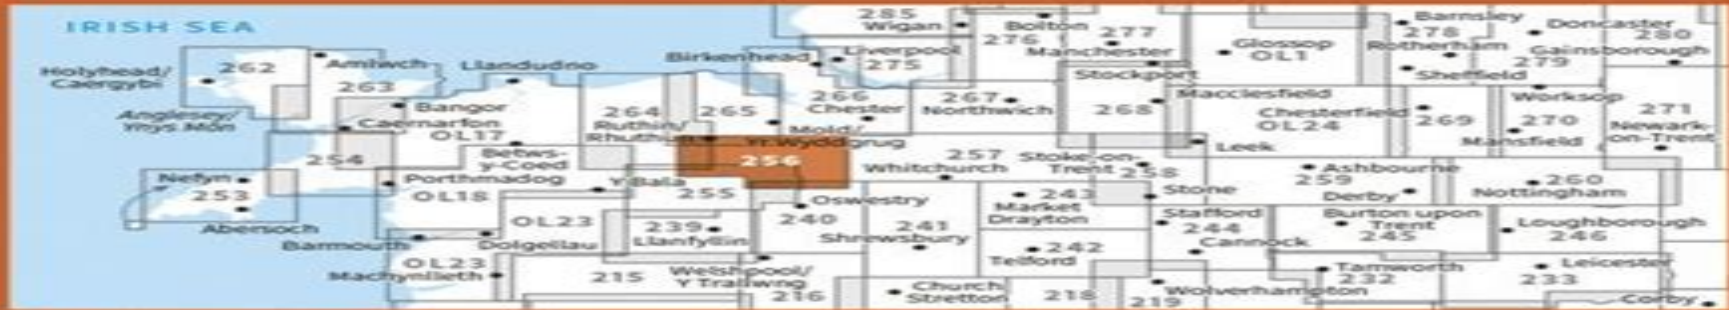 IRISH SEA
285
Wigan
Bolton
276
277
Manchester
Liverpool
275
Glossop
OL1
Barnsley
278
Rotherham
Doncaster
280
Gainsborough
279
Sheffield
Holyhead/
Caergybi
262
Amlwch
263
Llandudno
Birkenhead
Stockport
Anglesey/
Ynys Môn
Bangor
Caernarfon
OL17
264
Ruthin/
Rhuthun
265
266
Chester
Mold/
Yr Wyddgrug
267
Northwich
268
Macclesfield
Chesterfield
OL24
269
Worksop
270
Mansfield
271
Newark-
on-Trent
254
Betws-
y-Coed
256
257
Whitchurch
Stoke-on-
Trent
258
Leek
Ashbourne
259
Derby
260
Nottingham
Nefyn
253
Abersoch
Porthmadog
OL18
Y Bala
255
Oswestry
240
243
Market
Drayton
Stone
Barmouth
OL23
Dolgellau
239
Llanfyllin
241
Shrewsbury
242
Telford
Stafford
244
Cannock
Burton upon
Trent
245
Loughborough
246
OL23
Machynlleth
215
Welshpool/
Y Trallwng
216
Church
Stretton
218
219
Wolverhampton
Tamworth
232
Leicester
233
Corby